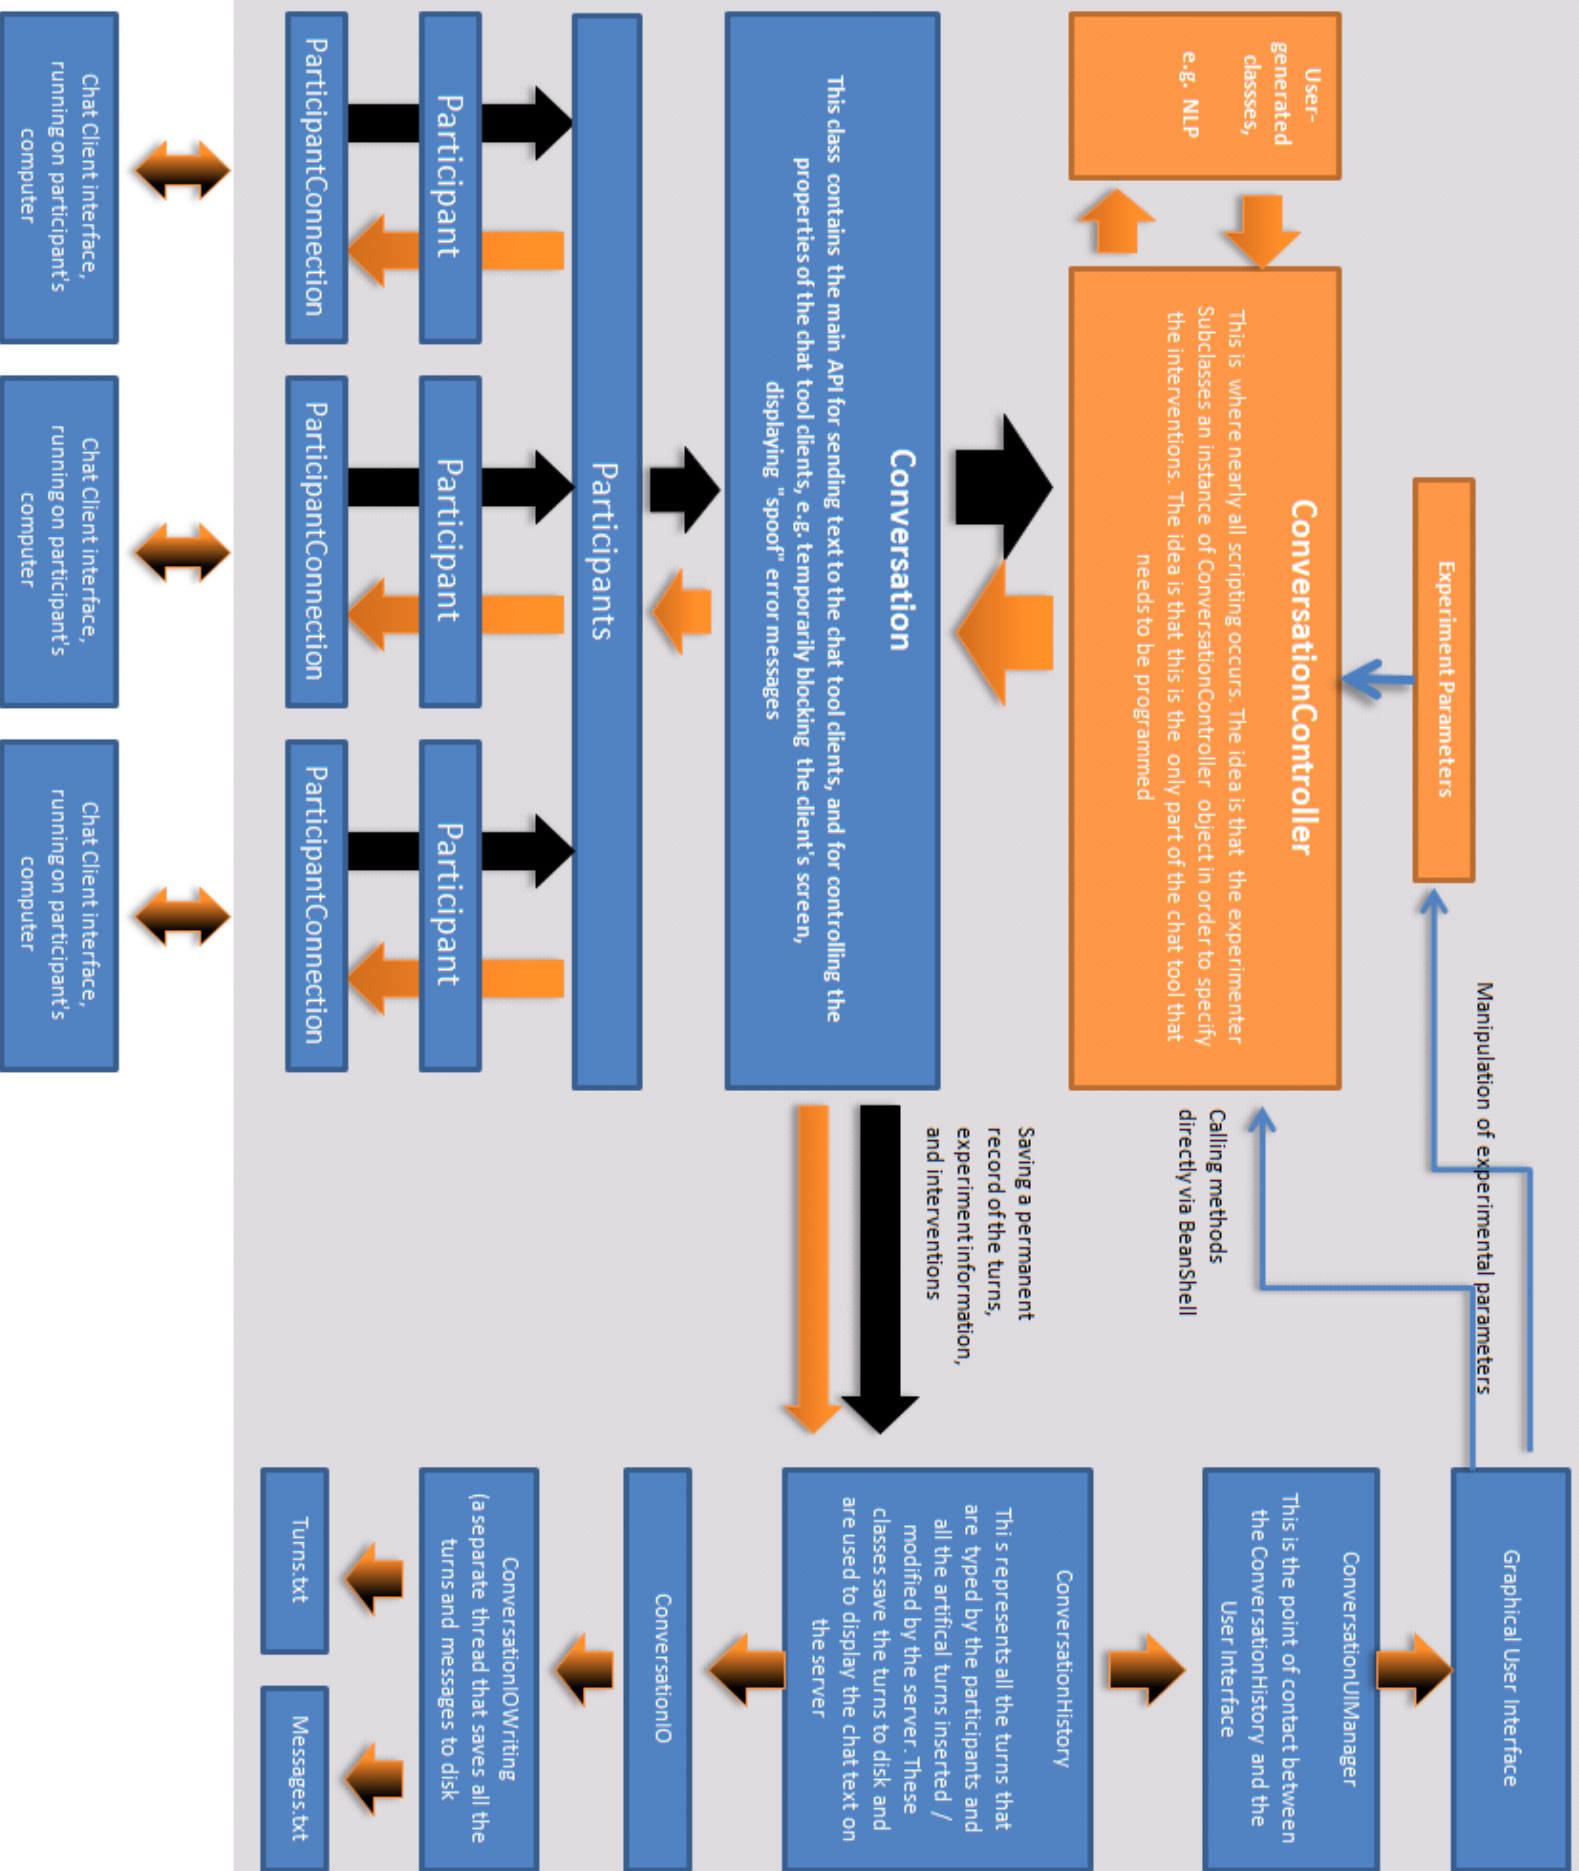 Graphical User Interface
Manipulation of experimental parameters
Experiment Parameters
ConversationUIManager
This is the point of contact between
the ConversationHistory and the
User Interface
User-
generated
classses,
e.g. NLP
ConversationController
This is where nearly all scripting occurs. The idea is that the experimenter
Subclasses an instance of ConversationController object in order to specify
the interventions. The idea is that this is the only part of the chat tool that
needs to be programmed
Calling methods
directly via BeanShell
Saving a permanent
record of the turns,
experiment information,
and interventions
ConversationHistory
This represents all the turns that
are typed by the participants and
all the artifical turns inserted /
modified by the server. These
classes save the turns to disk and
are used to display the chat text on
the server
Conversation
This class contains the main API for sending text to the chat tool clients, and for controlling the
properties of the chat tool clients, e.g. temporarily blocking the client's screen,
displaying "spoof" error messages
Participants
ConversationIO
Participant
Participant
Participant
ConversationIOWriting
(a separate thread that saves all the
turns and messages to disk
ParticipantConnection
ParticipantConnection
ParticipantConnection
Turns.txt
Messages.txt
Chat Client interface,
running on participant's
computer
Chat Client interface,
running on participant's
computer
Chat Client interface,
running on participant's
computer